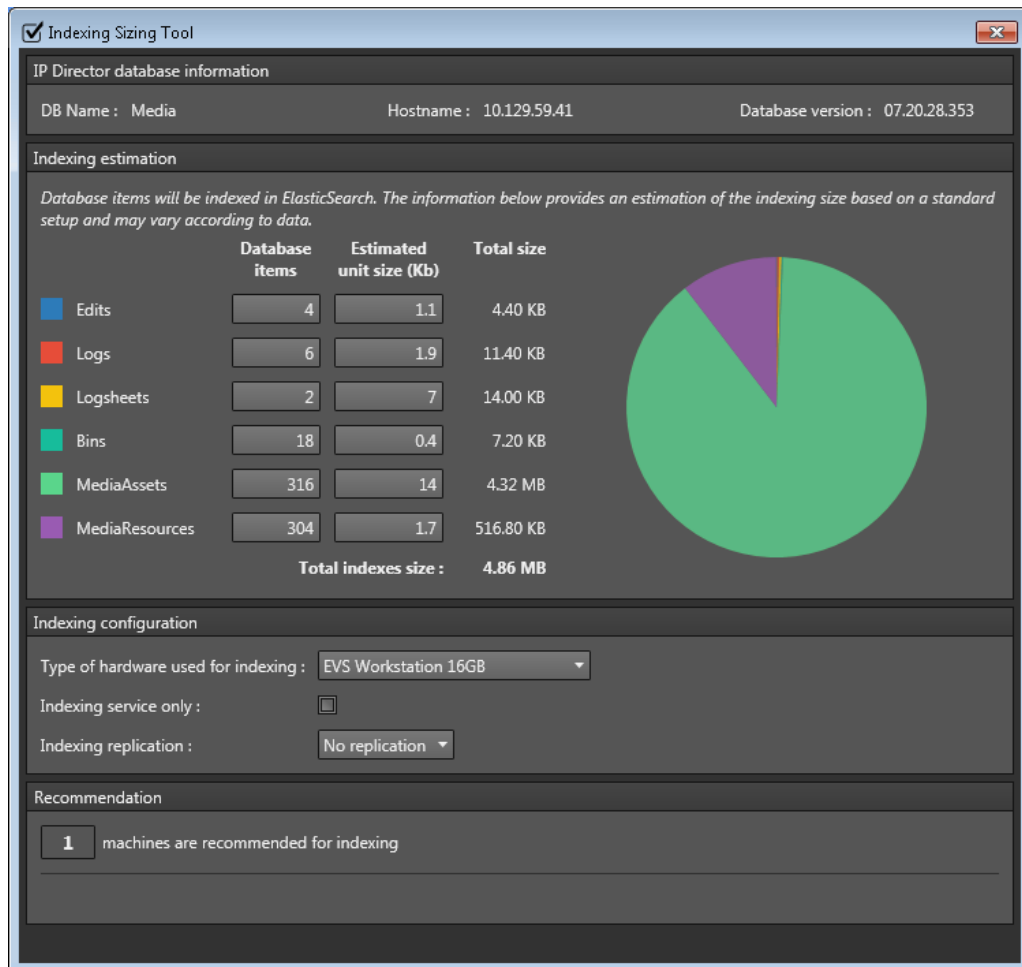 Indexing Sizing Tool
IP Director database information
DB Name : Media Hostname : 10.129.59.41 Database version : 07.20.28.353
Indexing estimation
Database items will be indexed in ElasticSearch. The information below provides an estimation of the indexing size based on a standard
setup and may vary according to data.
Database items Estimated unit size (Kb) Total size
Edits 4 1.1 4.40 KB
Logs 6 1.9 11.40 KB
Logsheets 2 7 14.00 KB
Bins 18 0.4 7.20 KB
MediaAssets 316 14 4.32 MB
MediaResources 304 1.7 516.80 KB
Total indexes size : 4.86 MB
Indexing configuration
Type of hardware used for indexing : EVS Workstation 16GB
Indexing service only :
Indexing replication : No replication
Recommendation
1 machines are recommended for indexing